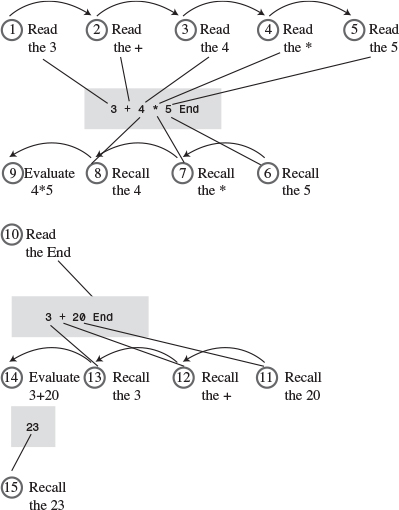 1 Read the 3
2 Read the +
3 Read the 4
4 Read the *
5 Read the 5
3 + 4 * 5 End
9 Evaluate 4*5
8 Recall the 4
7 Recall the *
6 Recall the 5
10 Read the End
3 + 20 End
14 Evaluate 3+20
13 Recall the 3
12 Recall the +
11 Recall the 20
23
15 Recall the 23